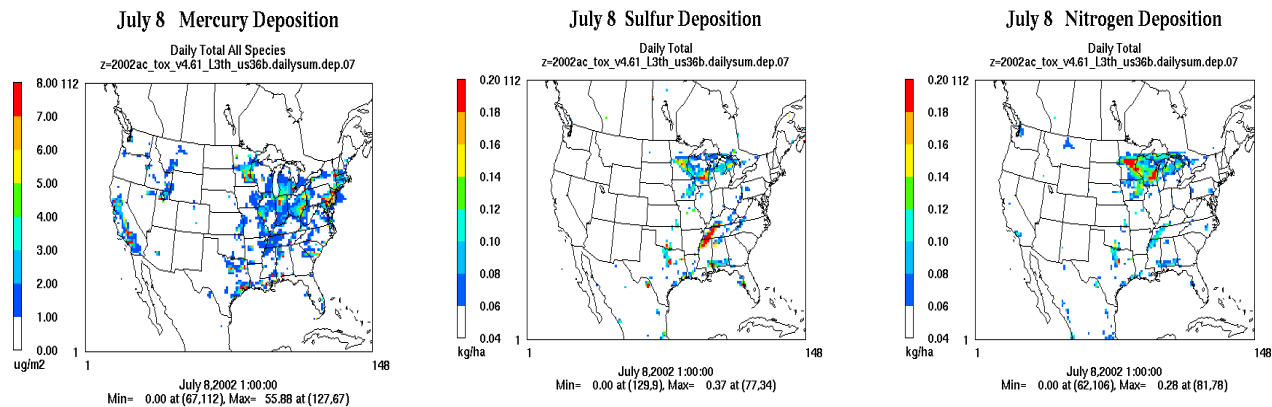 July 8 Mercury Deposition
Daily Total All Species
z=2002ac_tox_v4.61_L3th_us36b.dailysum.dep.07
8.00
7.00
6.00
5.00
4.00
3.00
2.00
1.00
0.00
ug/m2
112
1
1
148
July 8,2002 1:00:00
Min= 0.00 at (67,112), Max= 55.88 at (127,67)
July 8 Sulfur Deposition
Daily Total
z=2002ac_tox_v4.61_L3th_us36b.dailysum.dep.07
0.20
0.18
0.16
0.14
0.12
0.10
0.08
0.06
0.04
kg/ha
112
1
1
148
July 8,2002 1:00:00
Min= 0.00 at (129,9), Max= 0.37 at (77,34)
July 8 Nitrogen Deposition
Daily Total
z=2002ac_tox_v4.61_L3th_us36b.dailysum.dep.07
0.20
0.18
0.16
0.14
0.12
0.10
0.08
0.06
0.04
kg/ha
112
1
1
148
July 8,2002 1:00:00
Min= 0.00 at (62,106), Max= 0.28 at (81,78)